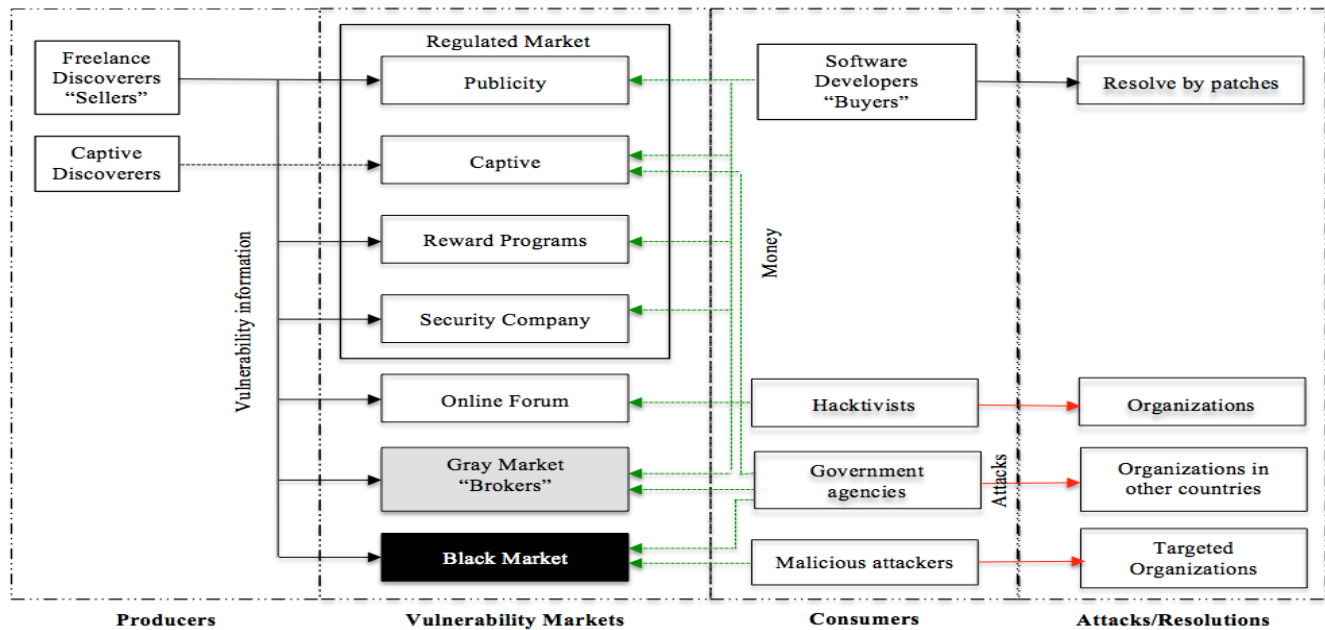 Freelance
Discoverers
“Sellers”
Captive
Discoverers
Vulnerability information
Regulated Market
Publicity
Captive
Reward Programs
Security Company
Online Forum
Gray Market
“Brokers”
Black Market
Money
Software
Developers
“Buyers”
Hacktivists
Government
agencies
Malicious attackers
Attacks
Resolve by patches
Organizations
Organizations in
other countries
Targeted
Organizations
Producers
Vulnerability Markets
Consumers
Attacks/Resolutions